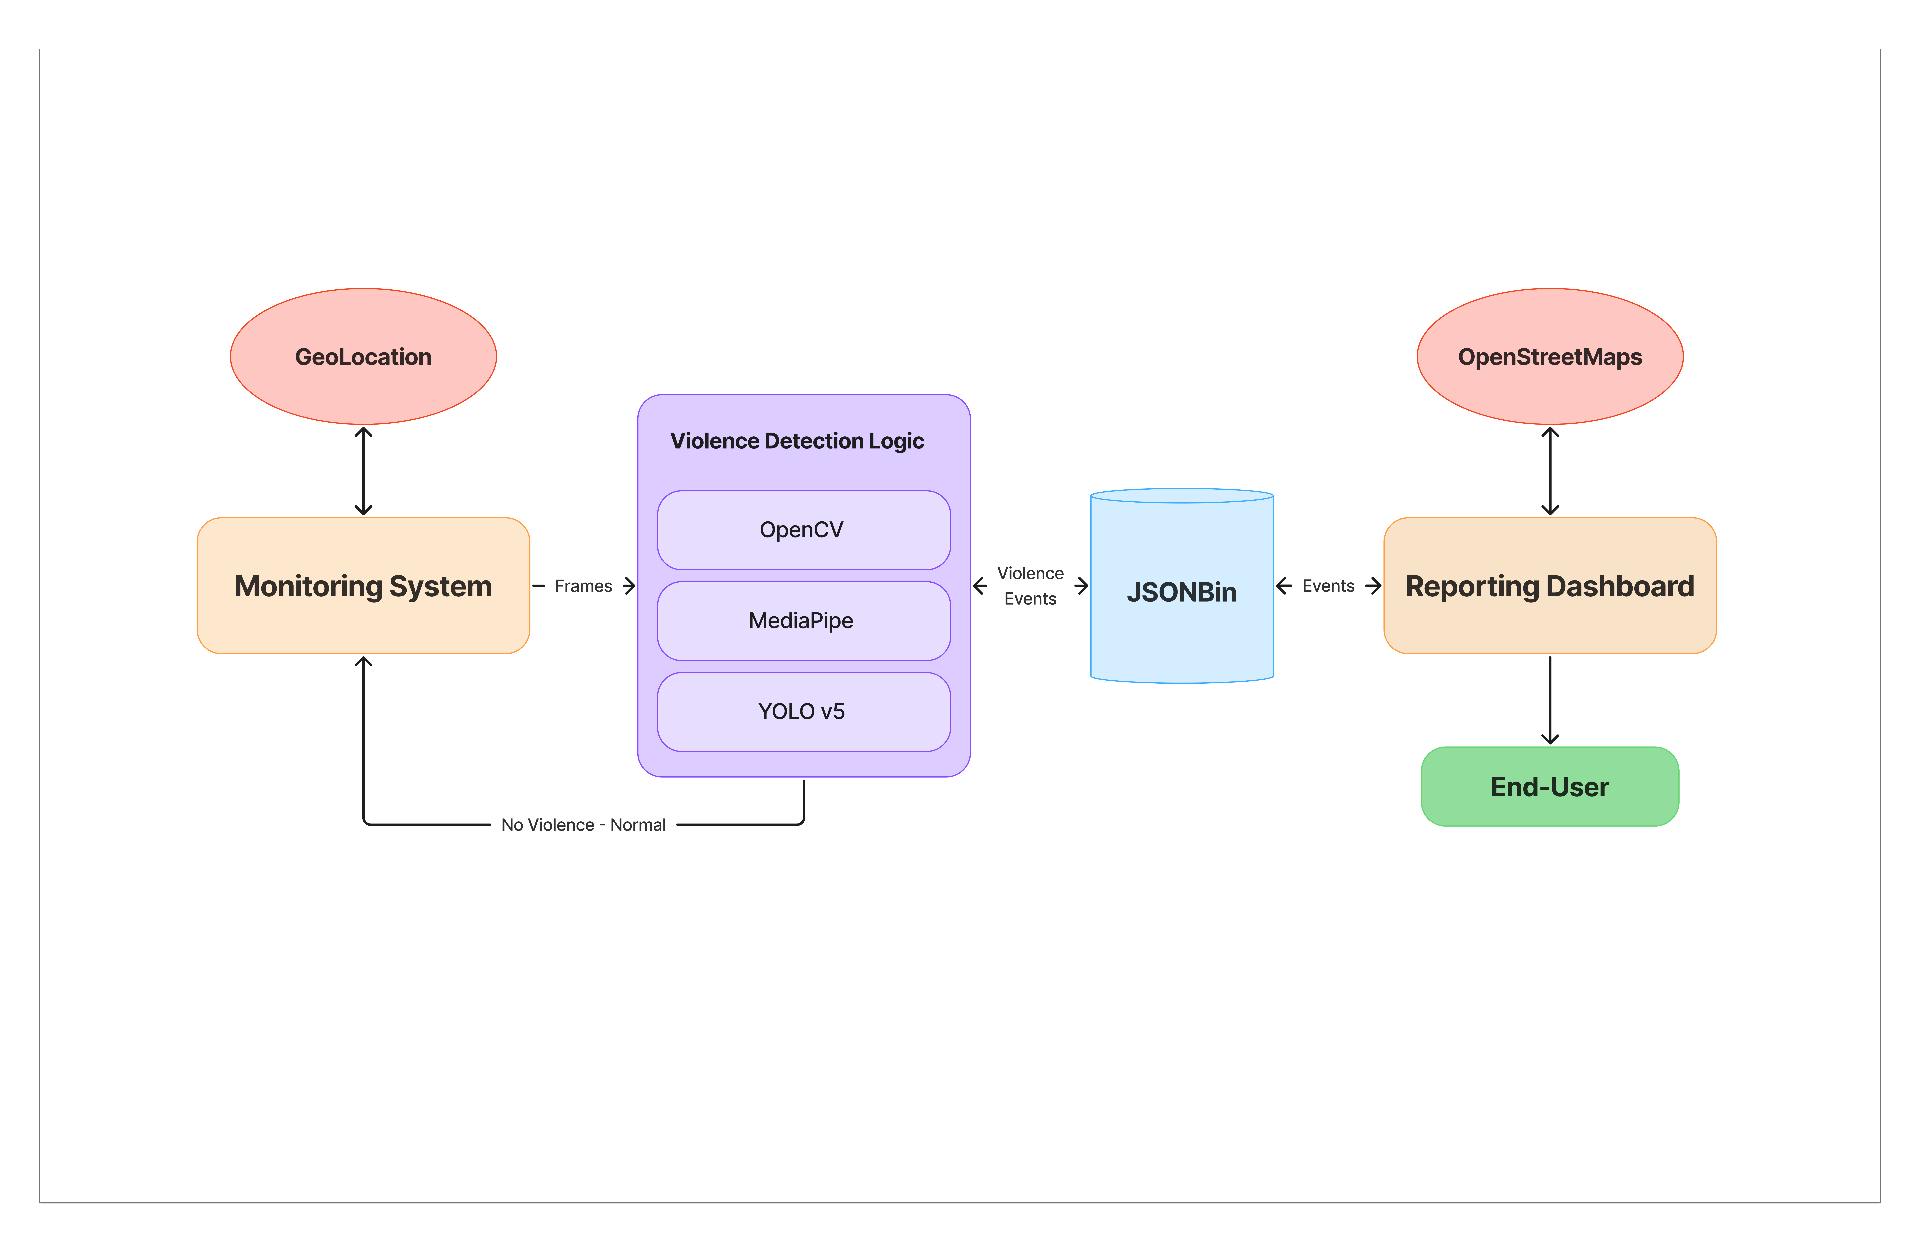 GeoLocation
OpenStreetMaps
Violence Detection Logic
OpenCV
Monitoring System
Frames
MediaPipe
Violence
Events
JSONBin
Events
Reporting Dashboard
YOLO v5
No Violence - Normal
End-User